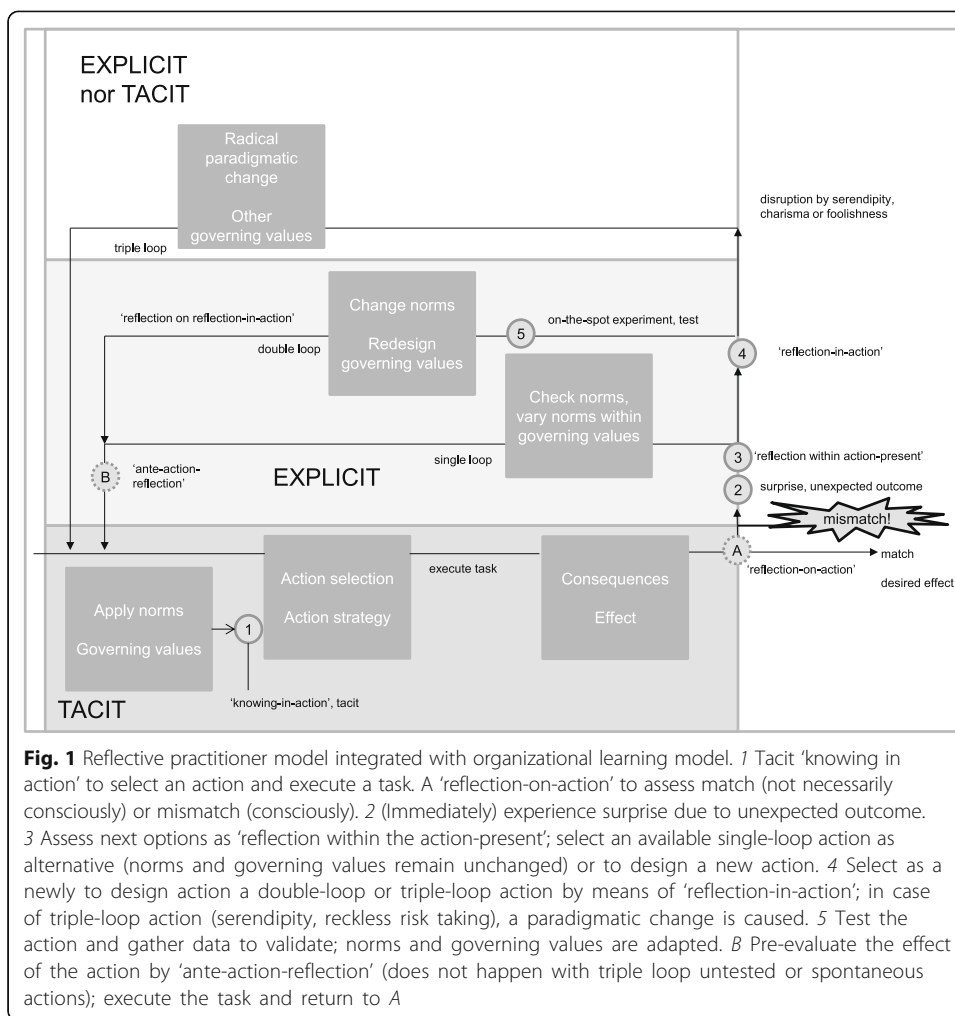 EXPLICIT
nor TACIT
Radical
paradigmatic
change
Other
governing values
disruption by serendipity,
charisma or foolishness
triple loop
Change norms
Redesign
governing values
'reflection on reflection-in-action'
double loop
5
on-the-spot experiment, test
4
'reflection-in-action'
Check norms,
vary norms within
governing values
single loop
3
'reflection within action-present'
B
'ante-action-
reflection'
EXPLICIT
2
surprise, unexpected outcome
mismatch!
A
match
'reflection-on-action'
desired effect
Action selection
Action strategy
execute task
Consequences
Effect
Apply norms
Governing values
1
'knowing-in-action', tacit
TACIT
Fig. 1 Reflective practitioner model integrated with organizational learning model. 1 Tacit 'knowing in
action' to select an action and execute a task. A 'reflection-on-action' to assess match (not necessarily
consciously) or mismatch (consciously). 2 (Immediately) experience surprise due to unexpected outcome.
3 Assess next options as 'reflection within the action-present'; select an available single-loop action as
alternative (norms and governing values remain unchanged) or to design a new action. 4 Select as a
newly to design action a double-loop or triple-loop action by means of 'reflection-in-action'; in case
of triple-loop action (serendipity, reckless risk taking), a paradigmatic change is caused. 5 Test the
action and gather data to validate; norms and governing values are adapted. B Pre-evaluate the effect
of the action by 'ante-action-reflection' (does not happen with triple loop untested or spontaneous
actions); execute the task and return to A